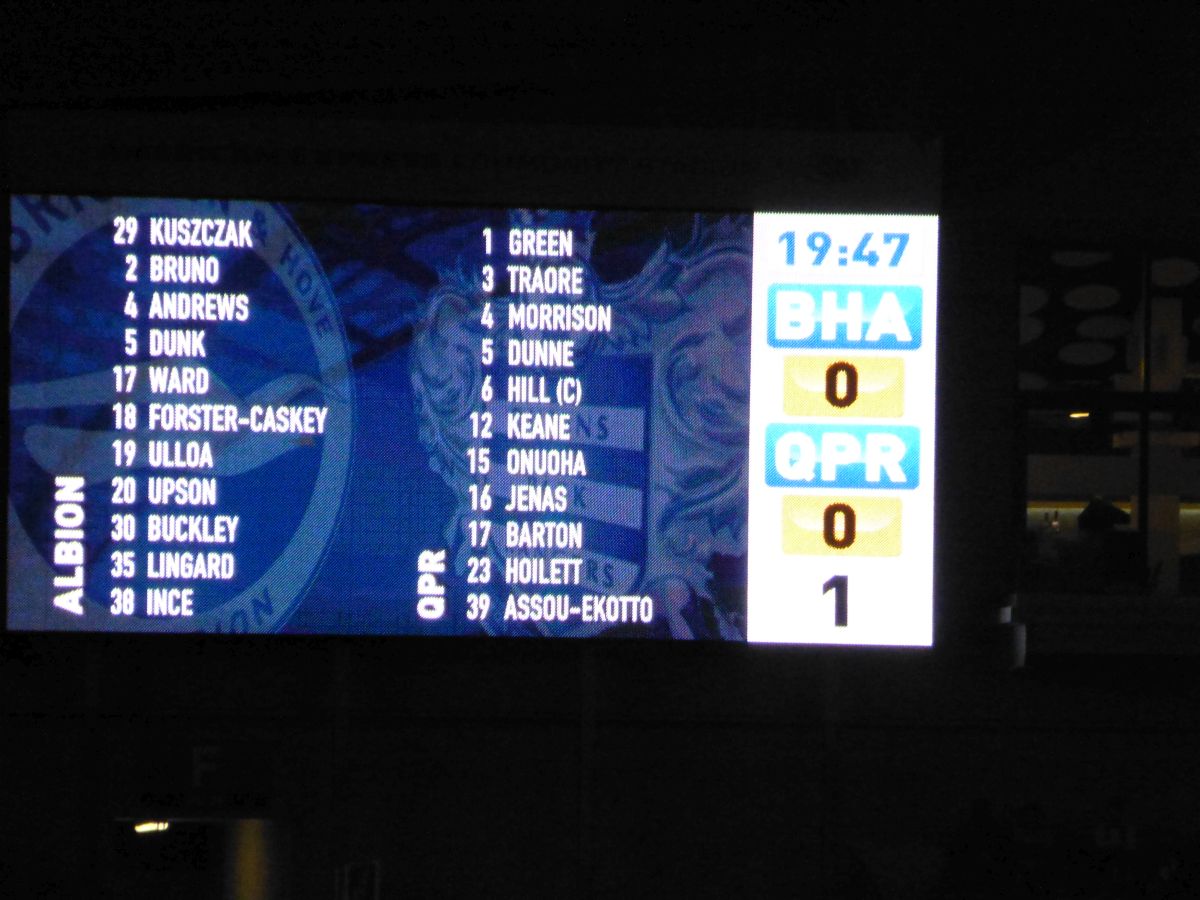 29 KUSZCZAK
2 BRUNO
4 ANDREWS
5 DUNK
17 WARD
18 FORSTER-CASKEY
19 ULLOA
20 UPSON
30 BUCKLEY
35 LINGARD
38 INCE
ALBION
1 GREEN
3 TRAORE
4 MORRISON
5 DUNNE
6 HILL (C)
12 KEANE
15 ONUOHA
16 JENAS
17 BARTON
23 HOILETT
39 ASSOU-EKOTTO
QPR
19:47
BHA
0
QPR
0
1
& HOVE
F